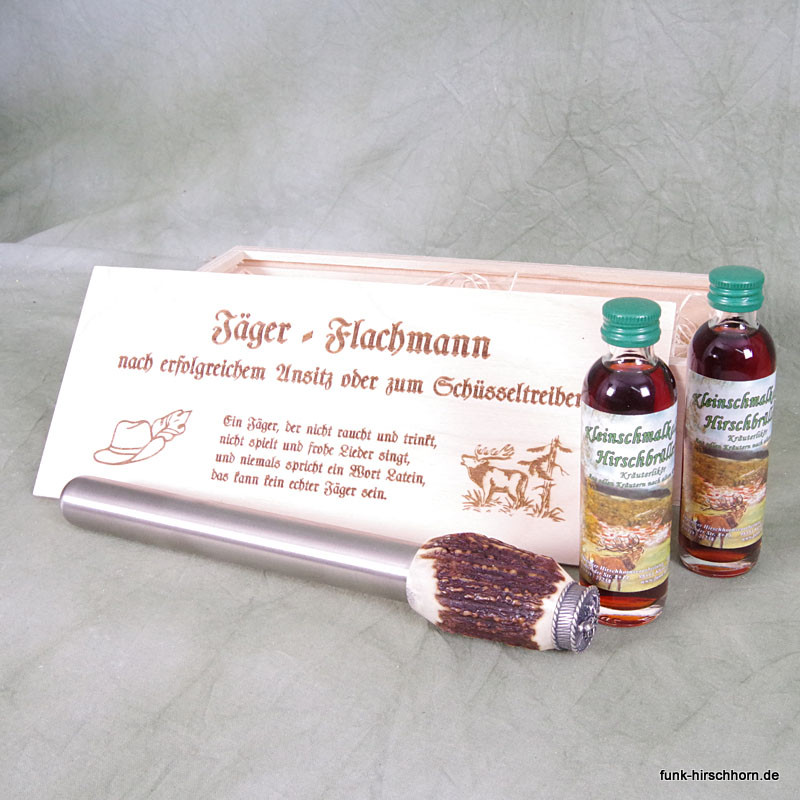 Jäger - Flachmann
nach erfolgreichem Ansitz oder zum Schüsseltreiben
Ein Jäger, der nicht raucht und trinkt,
nicht spielt und frohe Lieder singt,
und niemals spricht ein Wort Latein,
das kann kein echter Jäger sein.
Kleinschmalk
Hirschbrüll
Kräuterlikör
Kleinschmalk
Hirschbrüll
Kräuterlikör
funk-hirschhorn.de